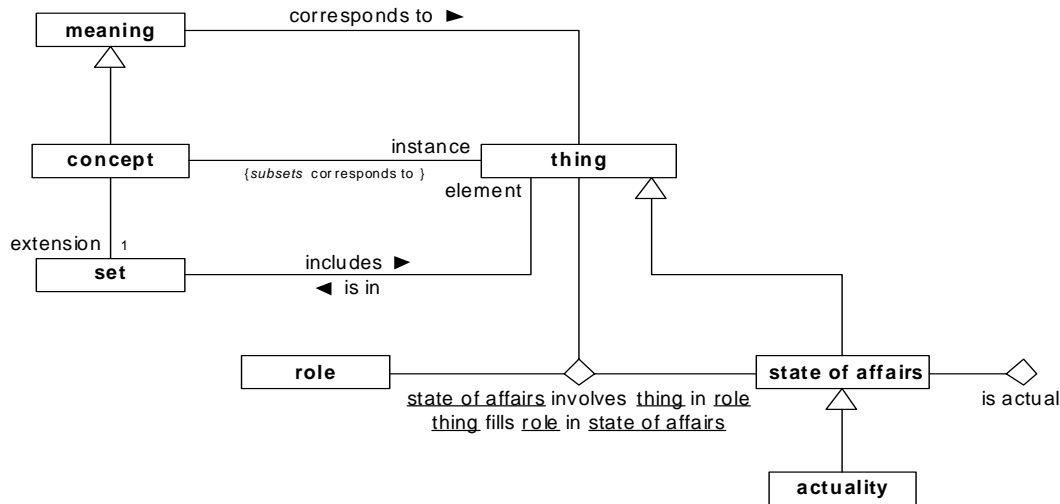 corresponds to ►
meaning
instance
concept
thing
{subsets corresponds to }
element
extension 1
set
includes ►
◄ is in
role
state of affairs
state of affairs involves thing in role
is actual
thing fills role in state of affairs
actuality